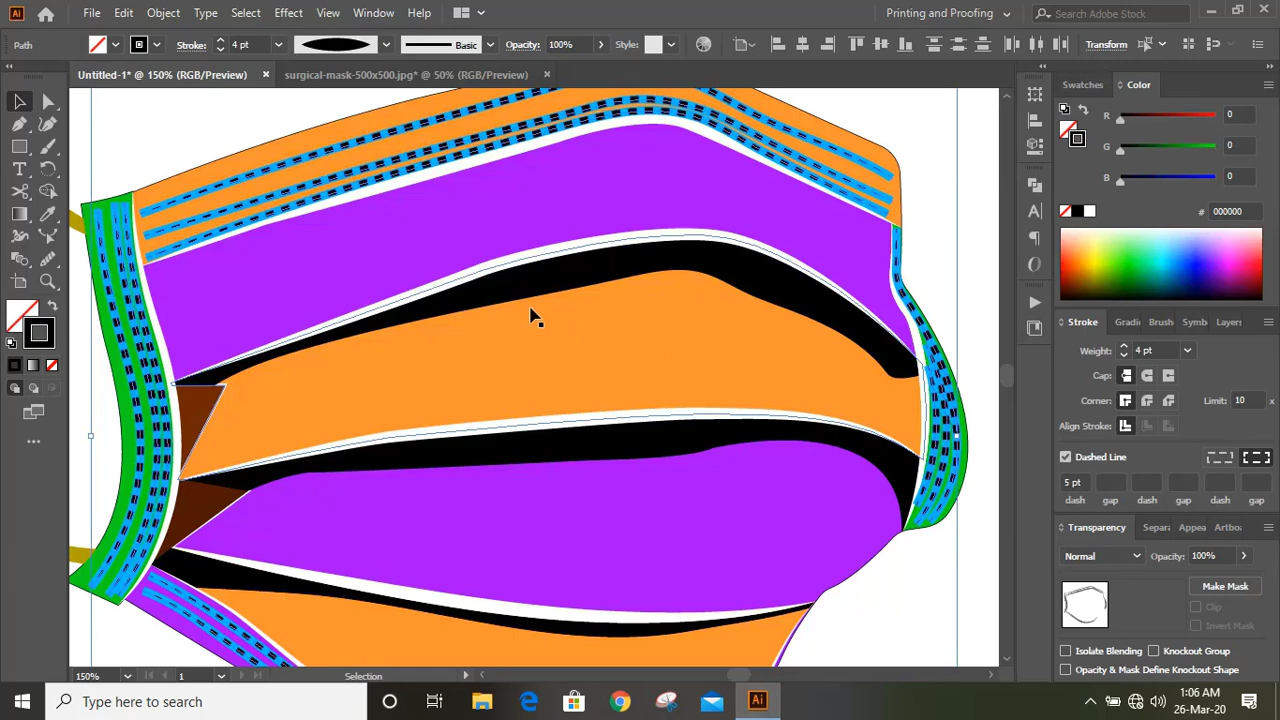 Ai File Edit Object Type Select Effect View Window Help Printing and Proofing Search Adobe Stock
Path Stroke: 4 pt Basic Opacity: 100% Style: Transform
Untitled-1* @ 150% (RGB/Preview) × surgical-mask-500x500.jpg* @ 50% (RGB/Preview) ×
Swatches Color
R 0
G 0
B 0
# 000000
Stroke Gradi Brush Symb Layers
Weight: 4 pt
Cap:
Corner: Limit: 10 x
Align Stroke:
Dashed Line
5 pt
dash gap dash gap dash gap
Transparency Separ Appea Artbo
Normal Opacity: 100%
Make Mask
Clip
Invert Mask
Isolate Blending Knockout Group
Opacity & Mask Define Knockout Shape
150% 1 Selection
Type here to search
Ai
1:06 AM
26-Mar-20